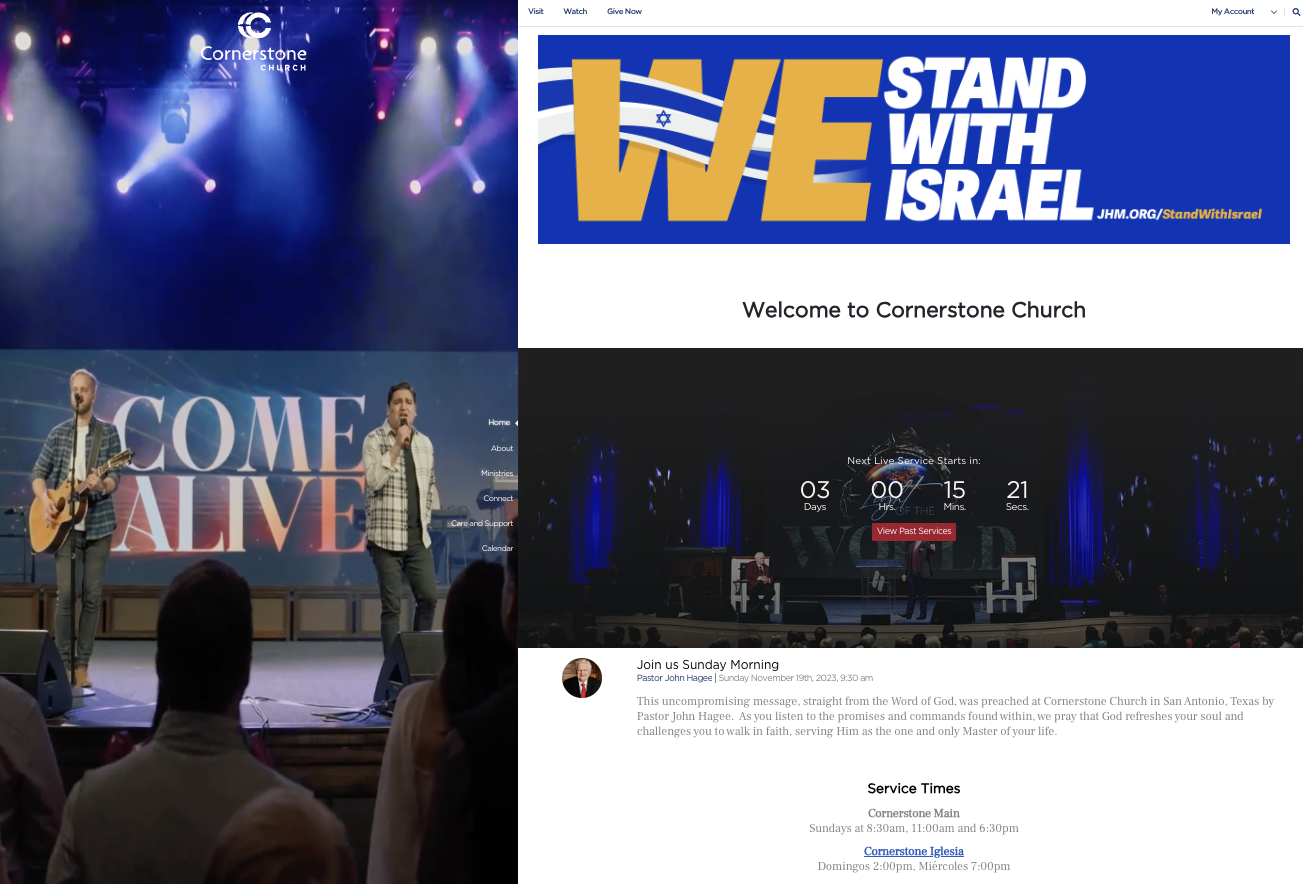 Cornerstone
CHURCH
COME
ALIVE
Home
About
Ministries
Connect
Care and Support
Calendar
Visit
Watch
Give Now
My Account
WE
STAND
WITH
ISRAEL
JHM.ORG/StandWithIsrael
Welcome to Cornerstone Church
Next Live Service Starts in:
03 00 15 21
Days Hrs. Mins. Secs.
OF THE
WORLD
View Past Services
Join us Sunday Morning
Pastor John Hagee | Sunday November 19th, 2023, 9:30 am
This uncompromising message, straight from the Word of God, was preached at Cornerstone Church in San Antonio, Texas by
Pastor John Hagee. As you listen to the promises and commands found within, we pray that God refreshes your soul and
challenges you to walk in faith, serving Him as the one and only Master of your life.
Service Times
Cornerstone Main
Sundays at 8:30am, 11:00am and 6:30pm
Cornerstone Iglesia
Domingos 2:00pm, Miércoles 7:00pm